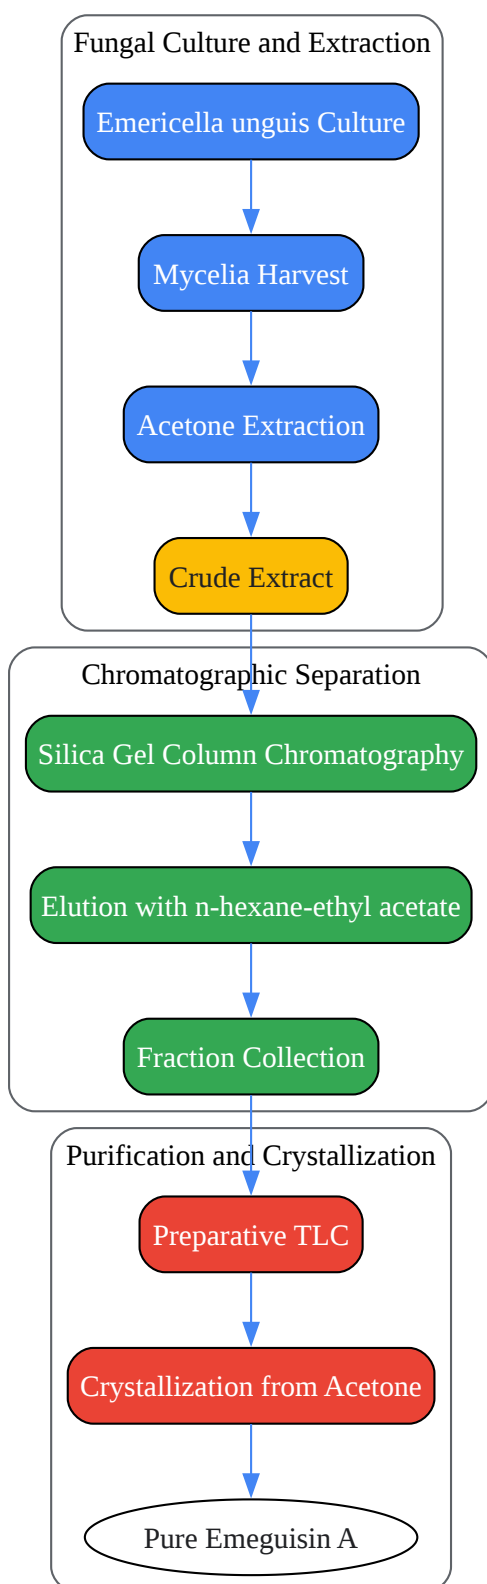 Fungal Culture and Extraction
Emericella unguis Culture
Mycelia Harvest
Acetone Extraction
Crude Extract
Chromatographic Separation
Silica Gel Column Chromatography
Elution with n-hexane-ethyl acetate
Fraction Collection
Purification and Crystallization
Preparative TLC
Crystallization from Acetone
Pure Emeguisin A